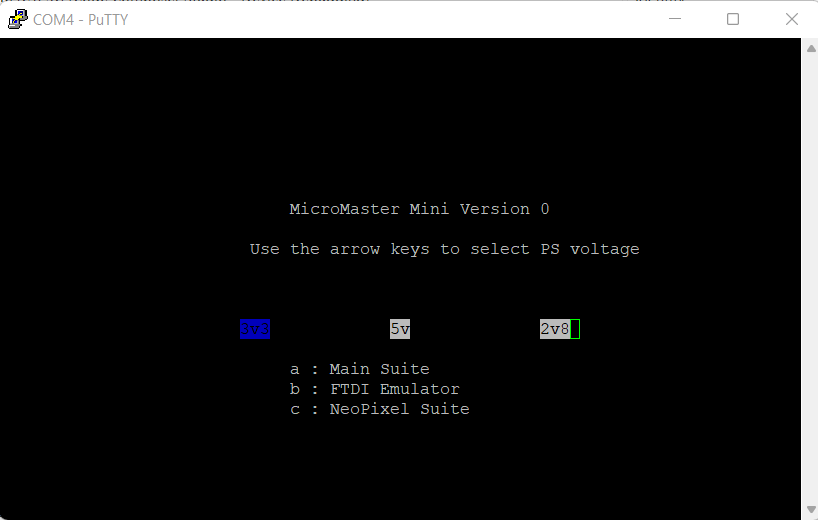 COM4 - PuTTY
MicroMaster Mini Version 0
Use the arrow keys to select PS voltage
3v3 5v 2v8
a : Main Suite
b : FTDI Emulator
c : NeoPixel Suite